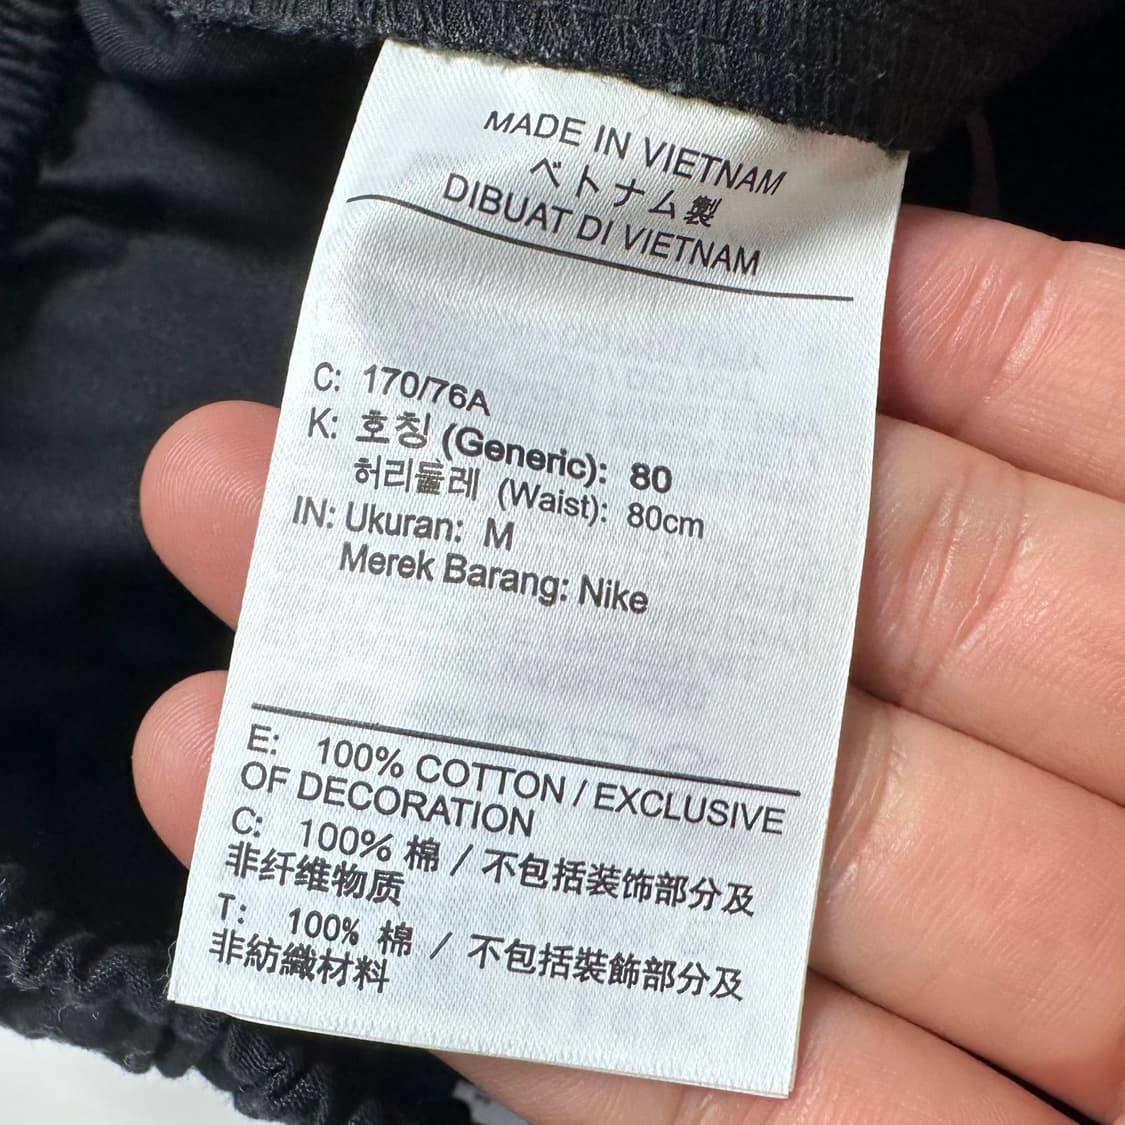 MADE IN VIETNAM
ベトナム製
DIBUAT DI VIETNAM
C: 170/76A
K: 호칭 (Generic): 80
허리둘레 (Waist): 80cm
IN: Ukuran: M
Merek Barang: Nike
E: 100% COTTON / EXCLUSIVE
OF DECORATION
C: 100% 棉 / 不包括装饰部分及
非纤维物质
T: 100% 棉 / 不包括裝飾部分及
非紡織材料